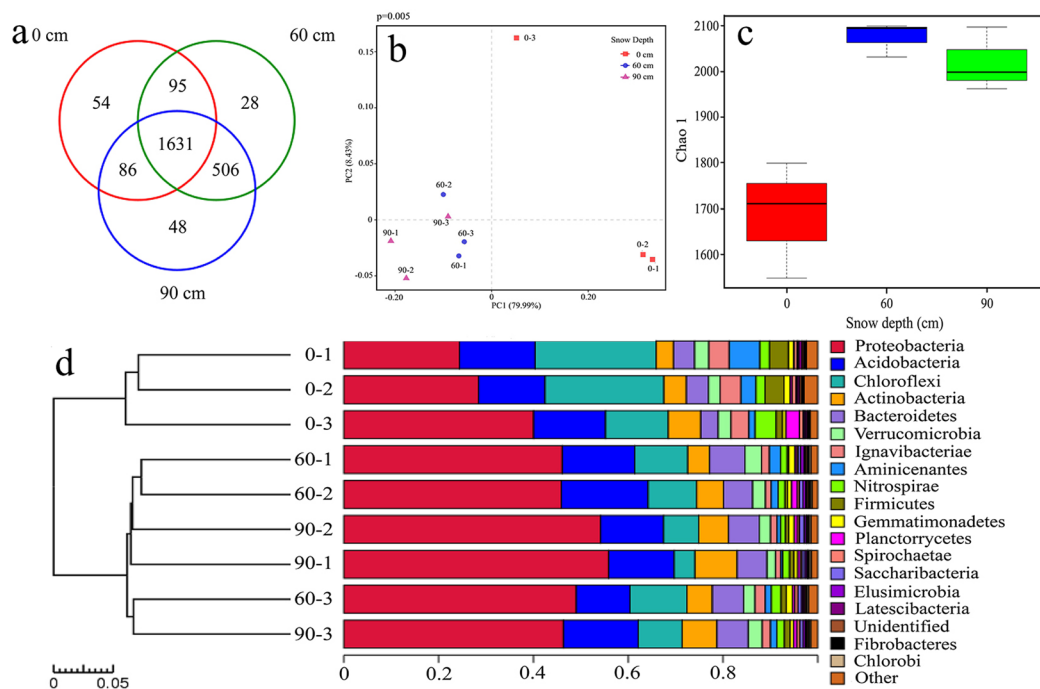 a
0 cm
60 cm
54
95
28
1631
86
506
48
90 cm
p=0.005
b
Snow Depth
0 cm
60 cm
90 cm
0-3
60-2
90-3
90-1
60-3
60-1
90-2
0-2
0-1
PC2 (8.43%)
0.15
0.10
0.05
0
-0.05
-0.20
0
0.20
PC1 (79.99%)
c
Chao 1
2100
2000
1900
1800
1700
1600
0
60
90
Snow depth (cm)
d
0-1
0-2
0-3
60-1
60-2
90-2
90-1
60-3
90-3
0
0.05
0
0.2
0.4
0.6
0.8
Proteobacteria
Acidobacteria
Chloroflexi
Actinobacteria
Bacteroidetes
Verrucomicrobia
Ignavibacteriae
Aminicenantes
Nitrospirae
Firmicutes
Gemmatimonadetes
Planctorrycetes
Spirochaetae
Saccharibacteria
Elusimicrobia
Latescibacteria
Unidentified
Fibrobacteres
Chlorobi
Other